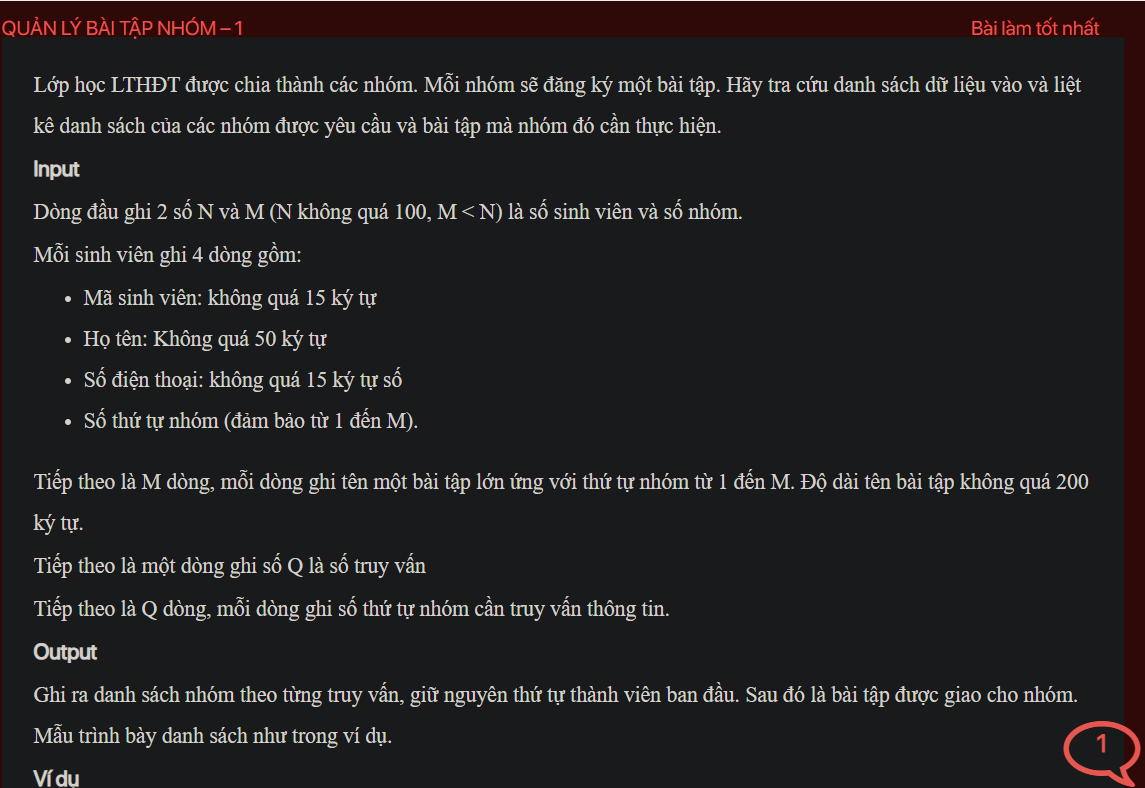 QUẢN LÝ BÀI TẬP NHÓM – 1
Bài làm tốt nhất
Lớp học LTHĐT được chia thành các nhóm. Mỗi nhóm sẽ đăng ký một bài tập. Hãy tra cứu danh sách dữ liệu vào và liệt
kê danh sách của các nhóm được yêu cầu và bài tập mà nhóm đó cần thực hiện.
Input
Dòng đầu ghi 2 số N và M (N không quá 100, M < N) là số sinh viên và số nhóm.
Mỗi sinh viên ghi 4 dòng gồm:
• Mã sinh viên: không quá 15 ký tự
• Họ tên: Không quá 50 ký tự
• Số điện thoại: không quá 15 ký tự số
• Số thứ tự nhóm (đảm bảo từ 1 đến M).
Tiếp theo là M dòng, mỗi dòng ghi tên một bài tập lớn ứng với thứ tự nhóm từ 1 đến M. Độ dài tên bài tập không quá 200
ký tự.
Tiếp theo là một dòng ghi số Q là số truy vấn
Tiếp theo là Q dòng, mỗi dòng ghi số thứ tự nhóm cần truy vấn thông tin.
Output
Ghi ra danh sách nhóm theo từng truy vấn, giữ nguyên thứ tự thành viên ban đầu. Sau đó là bài tập được giao cho nhóm.
Mẫu trình bày danh sách như trong ví dụ.
1
Ví dụ